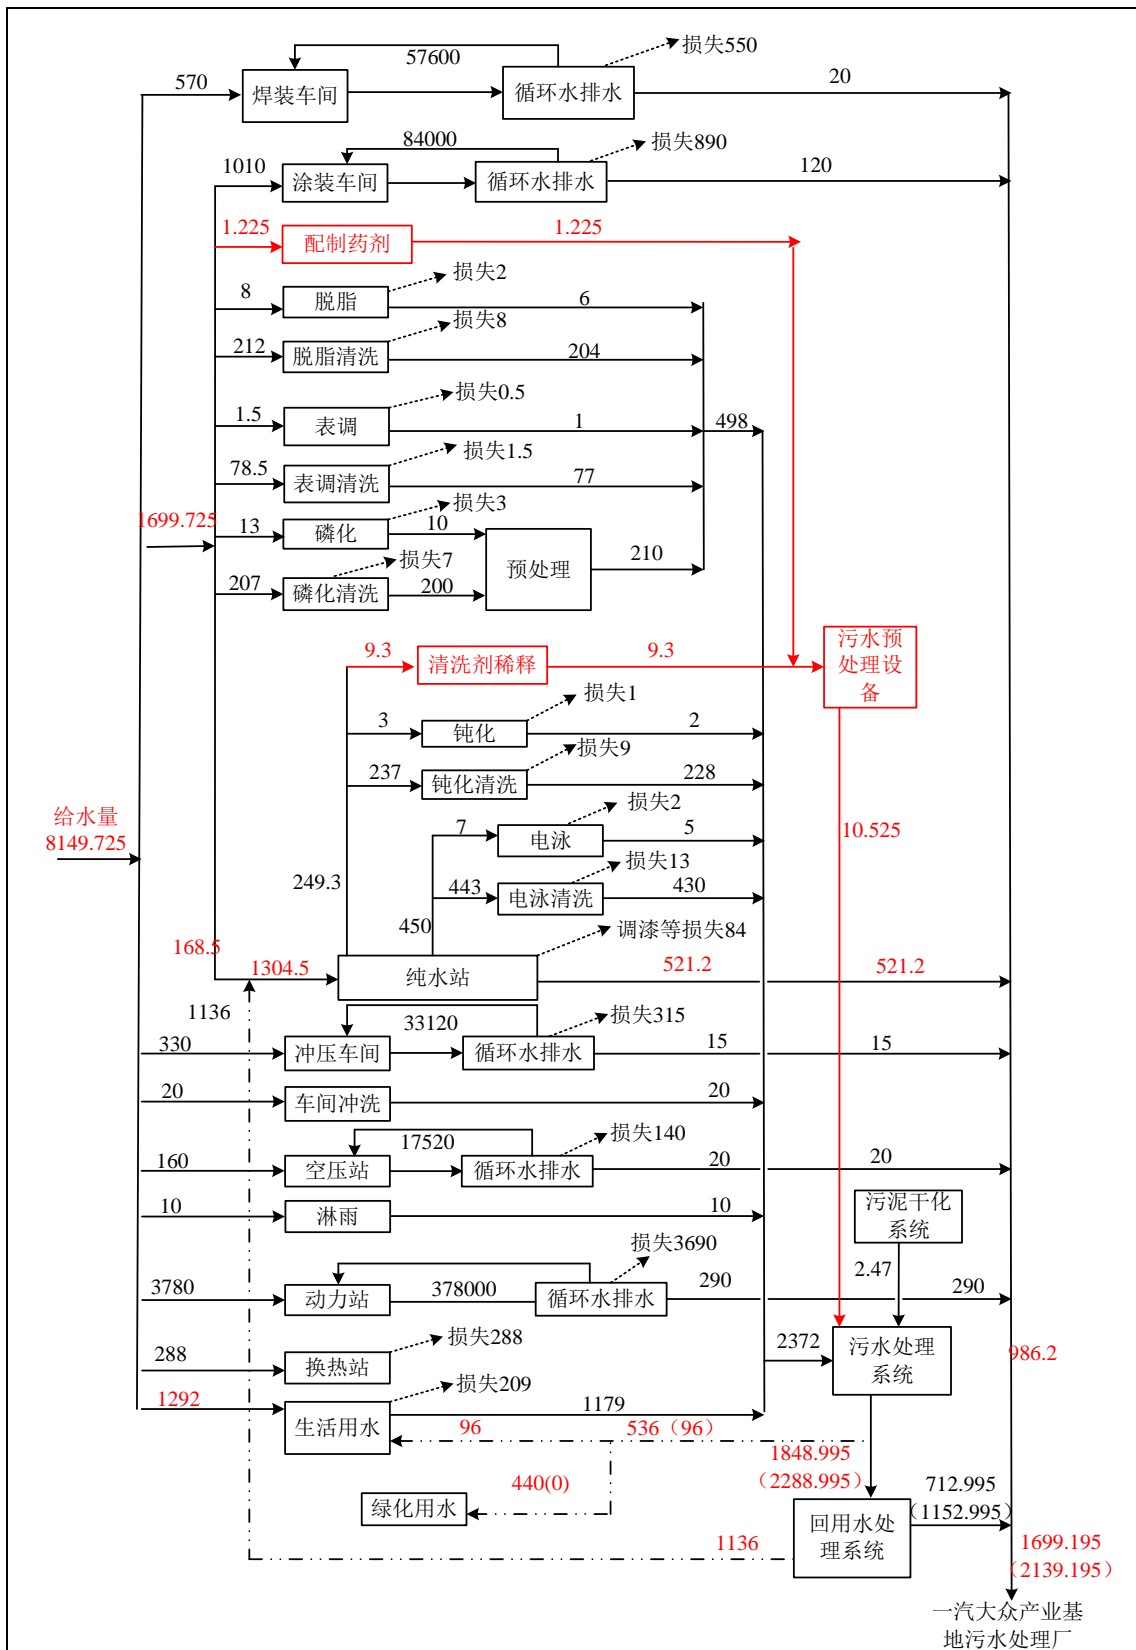 损失550
57600
570
焊装车间
循环水排水
20
84000
损失890
1010
涂装车间
循环水排水
120
1.225
配制药剂
1.225
损失2
8
脱脂
6
损失8
212
脱脂清洗
204
损失0.5
1.5
表调
1
498
损失1.5
78.5
表调清洗
77
损失3
1699.725
13
磷化
10
预处理
210
损失7
207
磷化清洗
200
9.3
清洗剂稀释
9.3
污水预
处理设
备
损失1
3
钝化
2
损失9
237
钝化清洗
228
给水量
8149.725
损失2
7
电泳
5
10.525
249.3
损失13
443
电泳清洗
430
450
调漆等损失84
168.5
1304.5
纯水站
521.2
521.2
1136
33120
损失315
330
冲压车间
循环水排水
15
15
20
车间冲洗
20
17520
损失140
160
空压站
循环水排水
20
20
10
淋雨
10
污泥干化
系统
2.47
损失3690
3780
动力站
378000
循环水排水
290
290
损失288
288
换热站
2372
污水处理
系统
986.2
损失209
1292
生活用水
1179
96
536（96）
1848.995
（2288.995）
440(0)
绿化用水
712.995
（1152.995）
回用水处
理系统
1136
1699.195
（2139.195）
一汽大众产业基
地污水处理厂